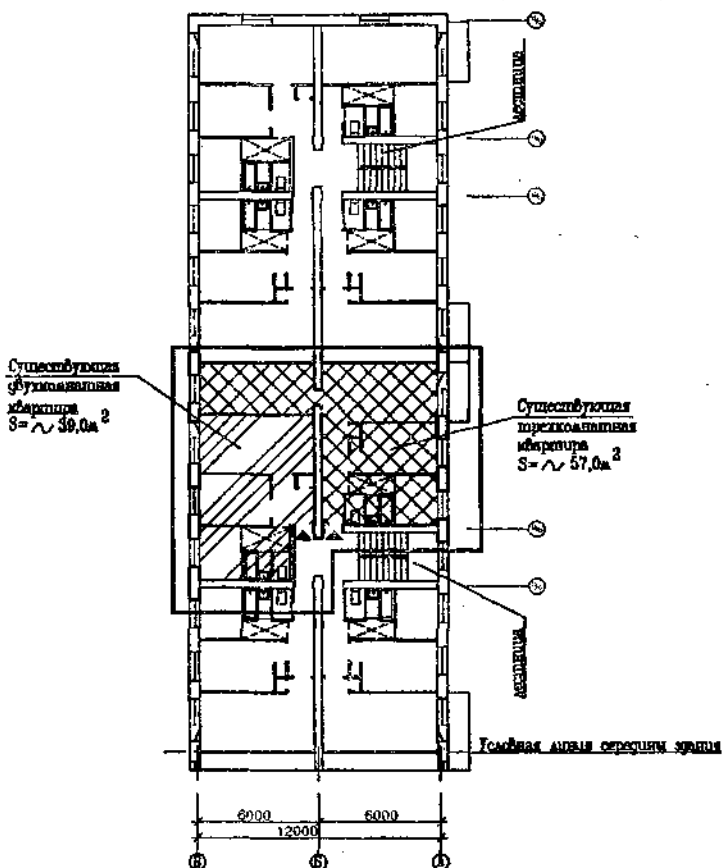 лестница
Существующая
двухкомнатная
квартира
S= ~ 39,0м²
Существующая
трехкомнатная
квартира
S= ~ 57,0м²
лестница
Условная линия середины здания
6000
6000
12000